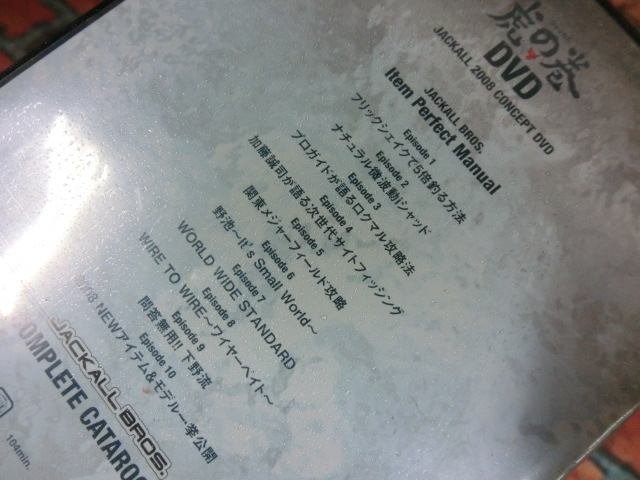 虎の巻
DVD
JACKALL 2008 CONCEPT DVD
JACKALL BROS.
Item Perfect Manual
Episode 1
フリックシェイクで5倍釣る方法
Episode 2
ナチュラル微波動iシャッド
Episode 3
プロガイドが語るロクマル攻略法
Episode 4
加藤誠司が語る次世代サイトフィッシング
Episode 5
関東メジャーフィールド攻略
Episode 6
野池〜It's Small World〜
Episode 7
WORLD WIDE STANDARD
Episode 8
WIRE TO WIRE〜ワイヤーベイト〜
Episode 9
問答無用!! 下野流
Episode 10
NEWアイテム&モデル一挙公開
JACKALL BROS.
COMPLETE CATAROG
104min.